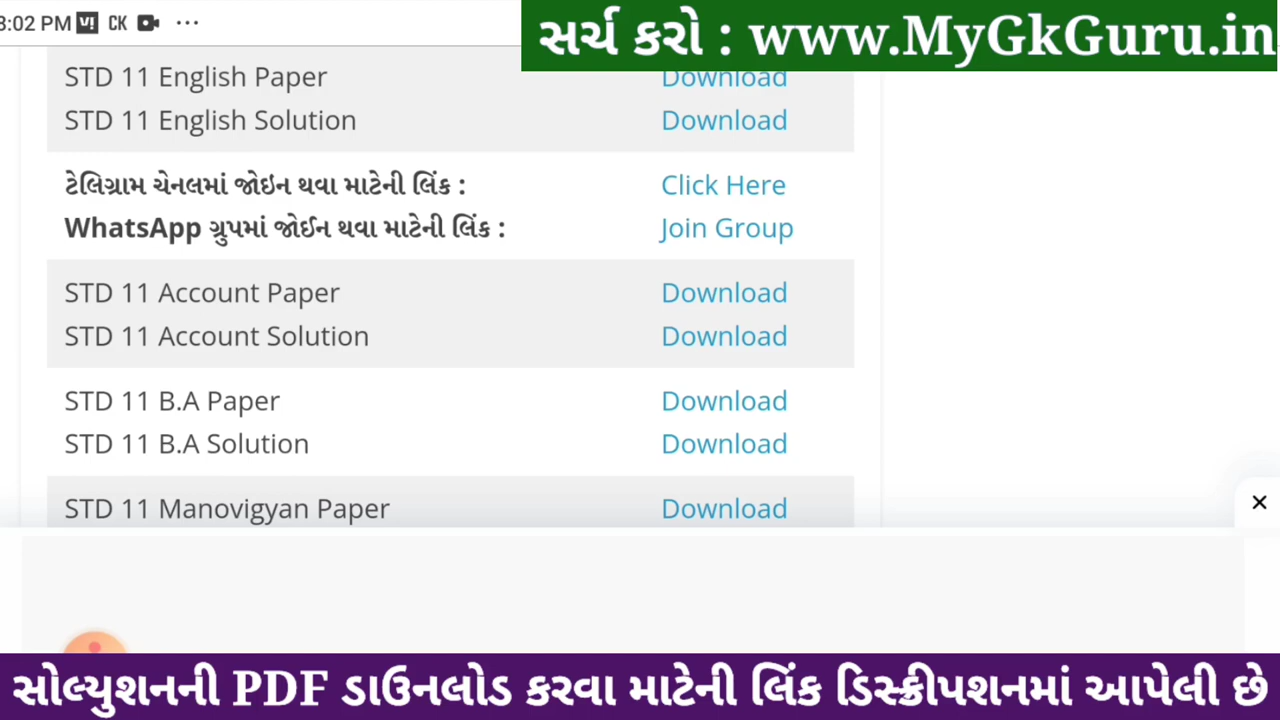 8:02 PM CK ...
સર્ચ કરો : www.MyGkGuru.in
STD 11 English Paper Download
STD 11 English Solution Download
ટેલિગ્રામ ચેનલમાં જોઇન થવા માટેની લિંક : Click Here
WhatsApp ગ્રુપમાં જોઈન થવા માટેની લિંક : Join Group
STD 11 Account Paper Download
STD 11 Account Solution Download
STD 11 B.A Paper Download
STD 11 B.A Solution Download
STD 11 Manovigyan Paper Download
સોલ્યુશનની PDF ડાઉનલોડ કરવા માટેની લિંક ડિસ્ક્રીપશનમાં આપેલી છે